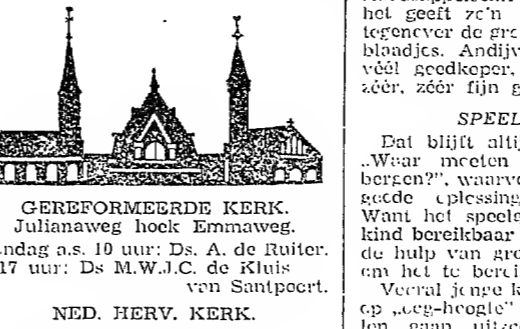 GEREFORMEERDE KERK.
Julianaweg hoek Emmaweg.
ndag a.s. 10 uur: Ds. A. de Ruiter.
17 uur: Ds M.W.J.C. de Kluis
van Santpoort.
NED. HERV. KERK.
het geeft zo'n
tegenover de gro
blaadjes. Andijv
véél goedkoper,
zéér, zéér fijn g
SPEEL
Dat blijft altij
„Waar moeten
bergen?", waarvo
goede oplossing
Want het speelg
kind bereikbaar
de hulp van gro
om het te berei
Vooral jonge k
op „oog-hoogte"
len gaan uitzo